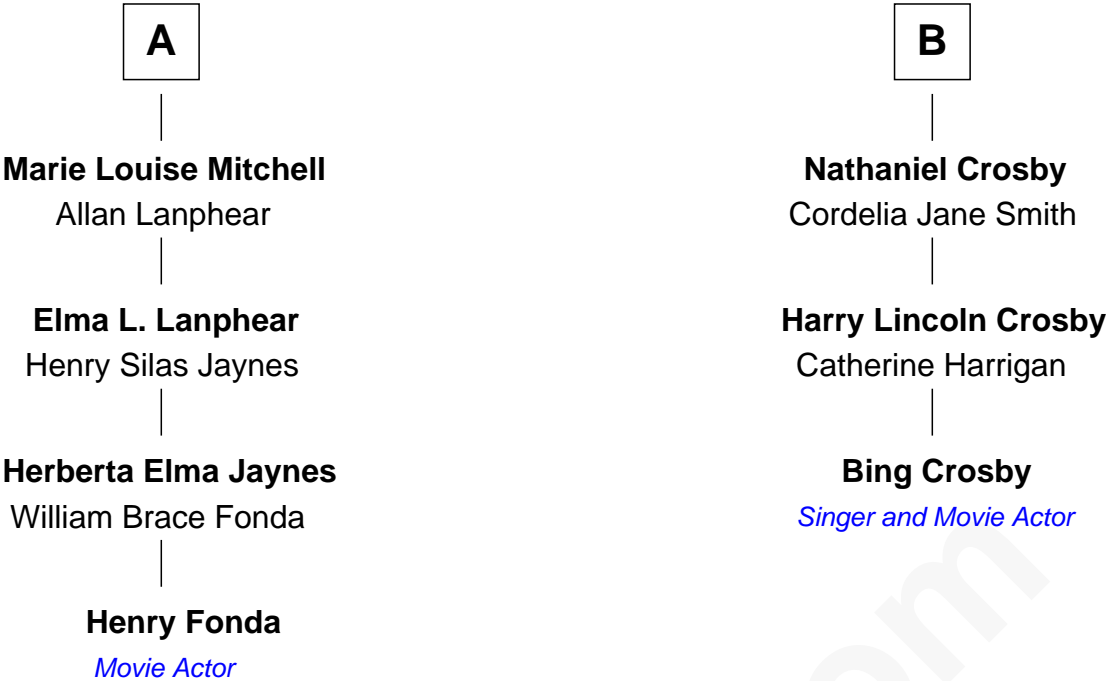 A
Marie Louise Mitchell
Allan Lanphear
Elma L. Lanphear
Henry Silas Jaynes
Herberta Elma Jaynes
William Brace Fonda
Henry Fonda
Movie Actor
B
Nathaniel Crosby
Cordelia Jane Smith
Harry Lincoln Crosby
Catherine Harrigan
Bing Crosby
Singer and Movie Actor
om